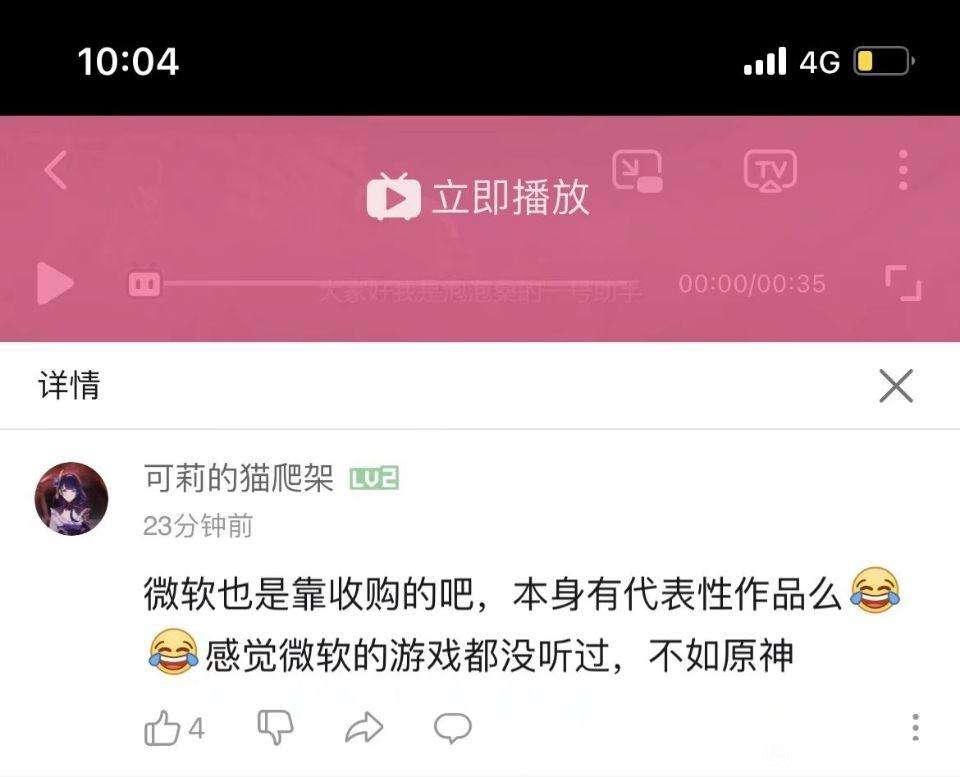 10:04
4G
TV
立即播放
大家好我是泡泡桑的一号助手
00:00/00:35
详情
可莉的猫爬架 LV2
23分钟前
微软也是靠收购的吧，本身有代表性作品么😂
😂感觉微软的游戏都没听过，不如原神
4